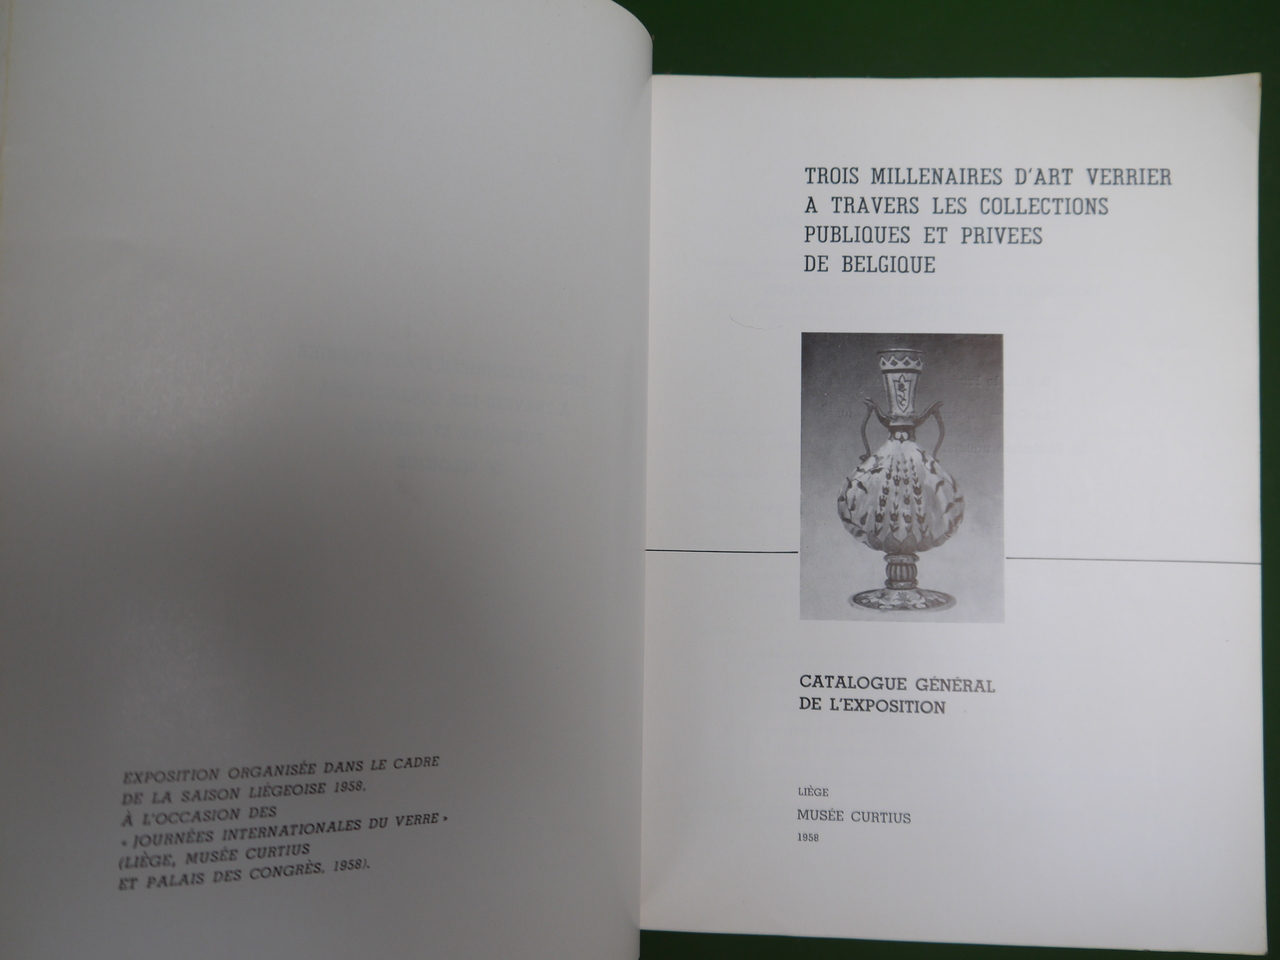 EXPOSITION ORGANISÉE DANS LE CADRE
DE LA SAISON LIÉGEOISE 1958.
À L'OCCASION DES
« JOURNÉES INTERNATIONALES DU VERRE »
(LIÈGE, MUSÉE CURTIUS
ET PALAIS DES CONGRÈS. 1958).
TROIS MILLENAIRES D'ART VERRIER
A TRAVERS LES COLLECTIONS
PUBLIQUES ET PRIVEES
DE BELGIQUE
CATALOGUE GÉNÉRAL
DE L'EXPOSITION
LIÈGE
MUSÉE CURTIUS
1958